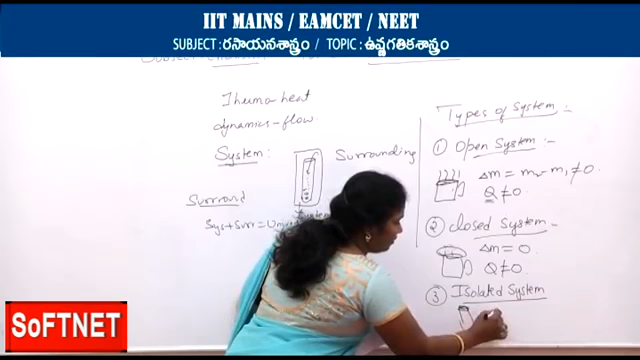 IIT MAINS / EAMCET / NEET
SUBJECT : రసాయనశాస్త్రం / TOPIC : ఉష్ణగతికశాస్త్రం
Thermo heat
dynamics - flow.
System:
Surrounding
Surround
Sys + Surr =
Types of System :-
① Open System :-
Δm = m₂ - m₁ ≠ 0.
Q ≠ 0.
② Closed System -
Δm = 0
Q ≠ 0.
③ Isolated System
SoFTNET